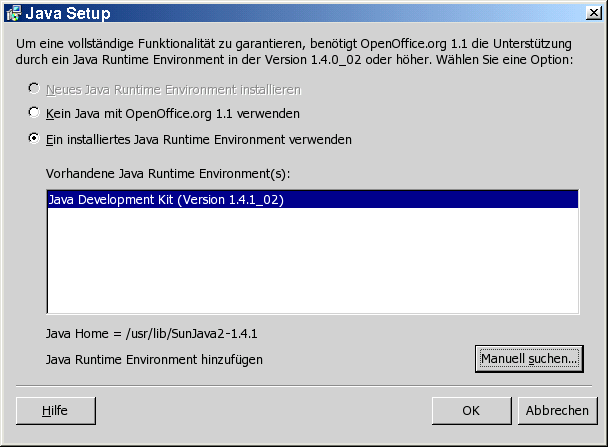 Java Setup
Um eine vollständige Funktionalität zu garantieren, benötigt OpenOffice.org 1.1 die Unterstützung
durch ein Java Runtime Environment in der Version 1.4.0_02 oder höher. Wählen Sie eine Option:
Neues Java Runtime Environment installieren
Kein Java mit OpenOffice.org 1.1 verwenden
Ein installiertes Java Runtime Environment verwenden
Vorhandene Java Runtime Environment(s):
Java Development Kit (Version 1.4.1_02)
Java Home = /usr/lib/SunJava2-1.4.1
Java Runtime Environment hinzufügen
Manuell suchen...
Hilfe
OK
Abbrechen